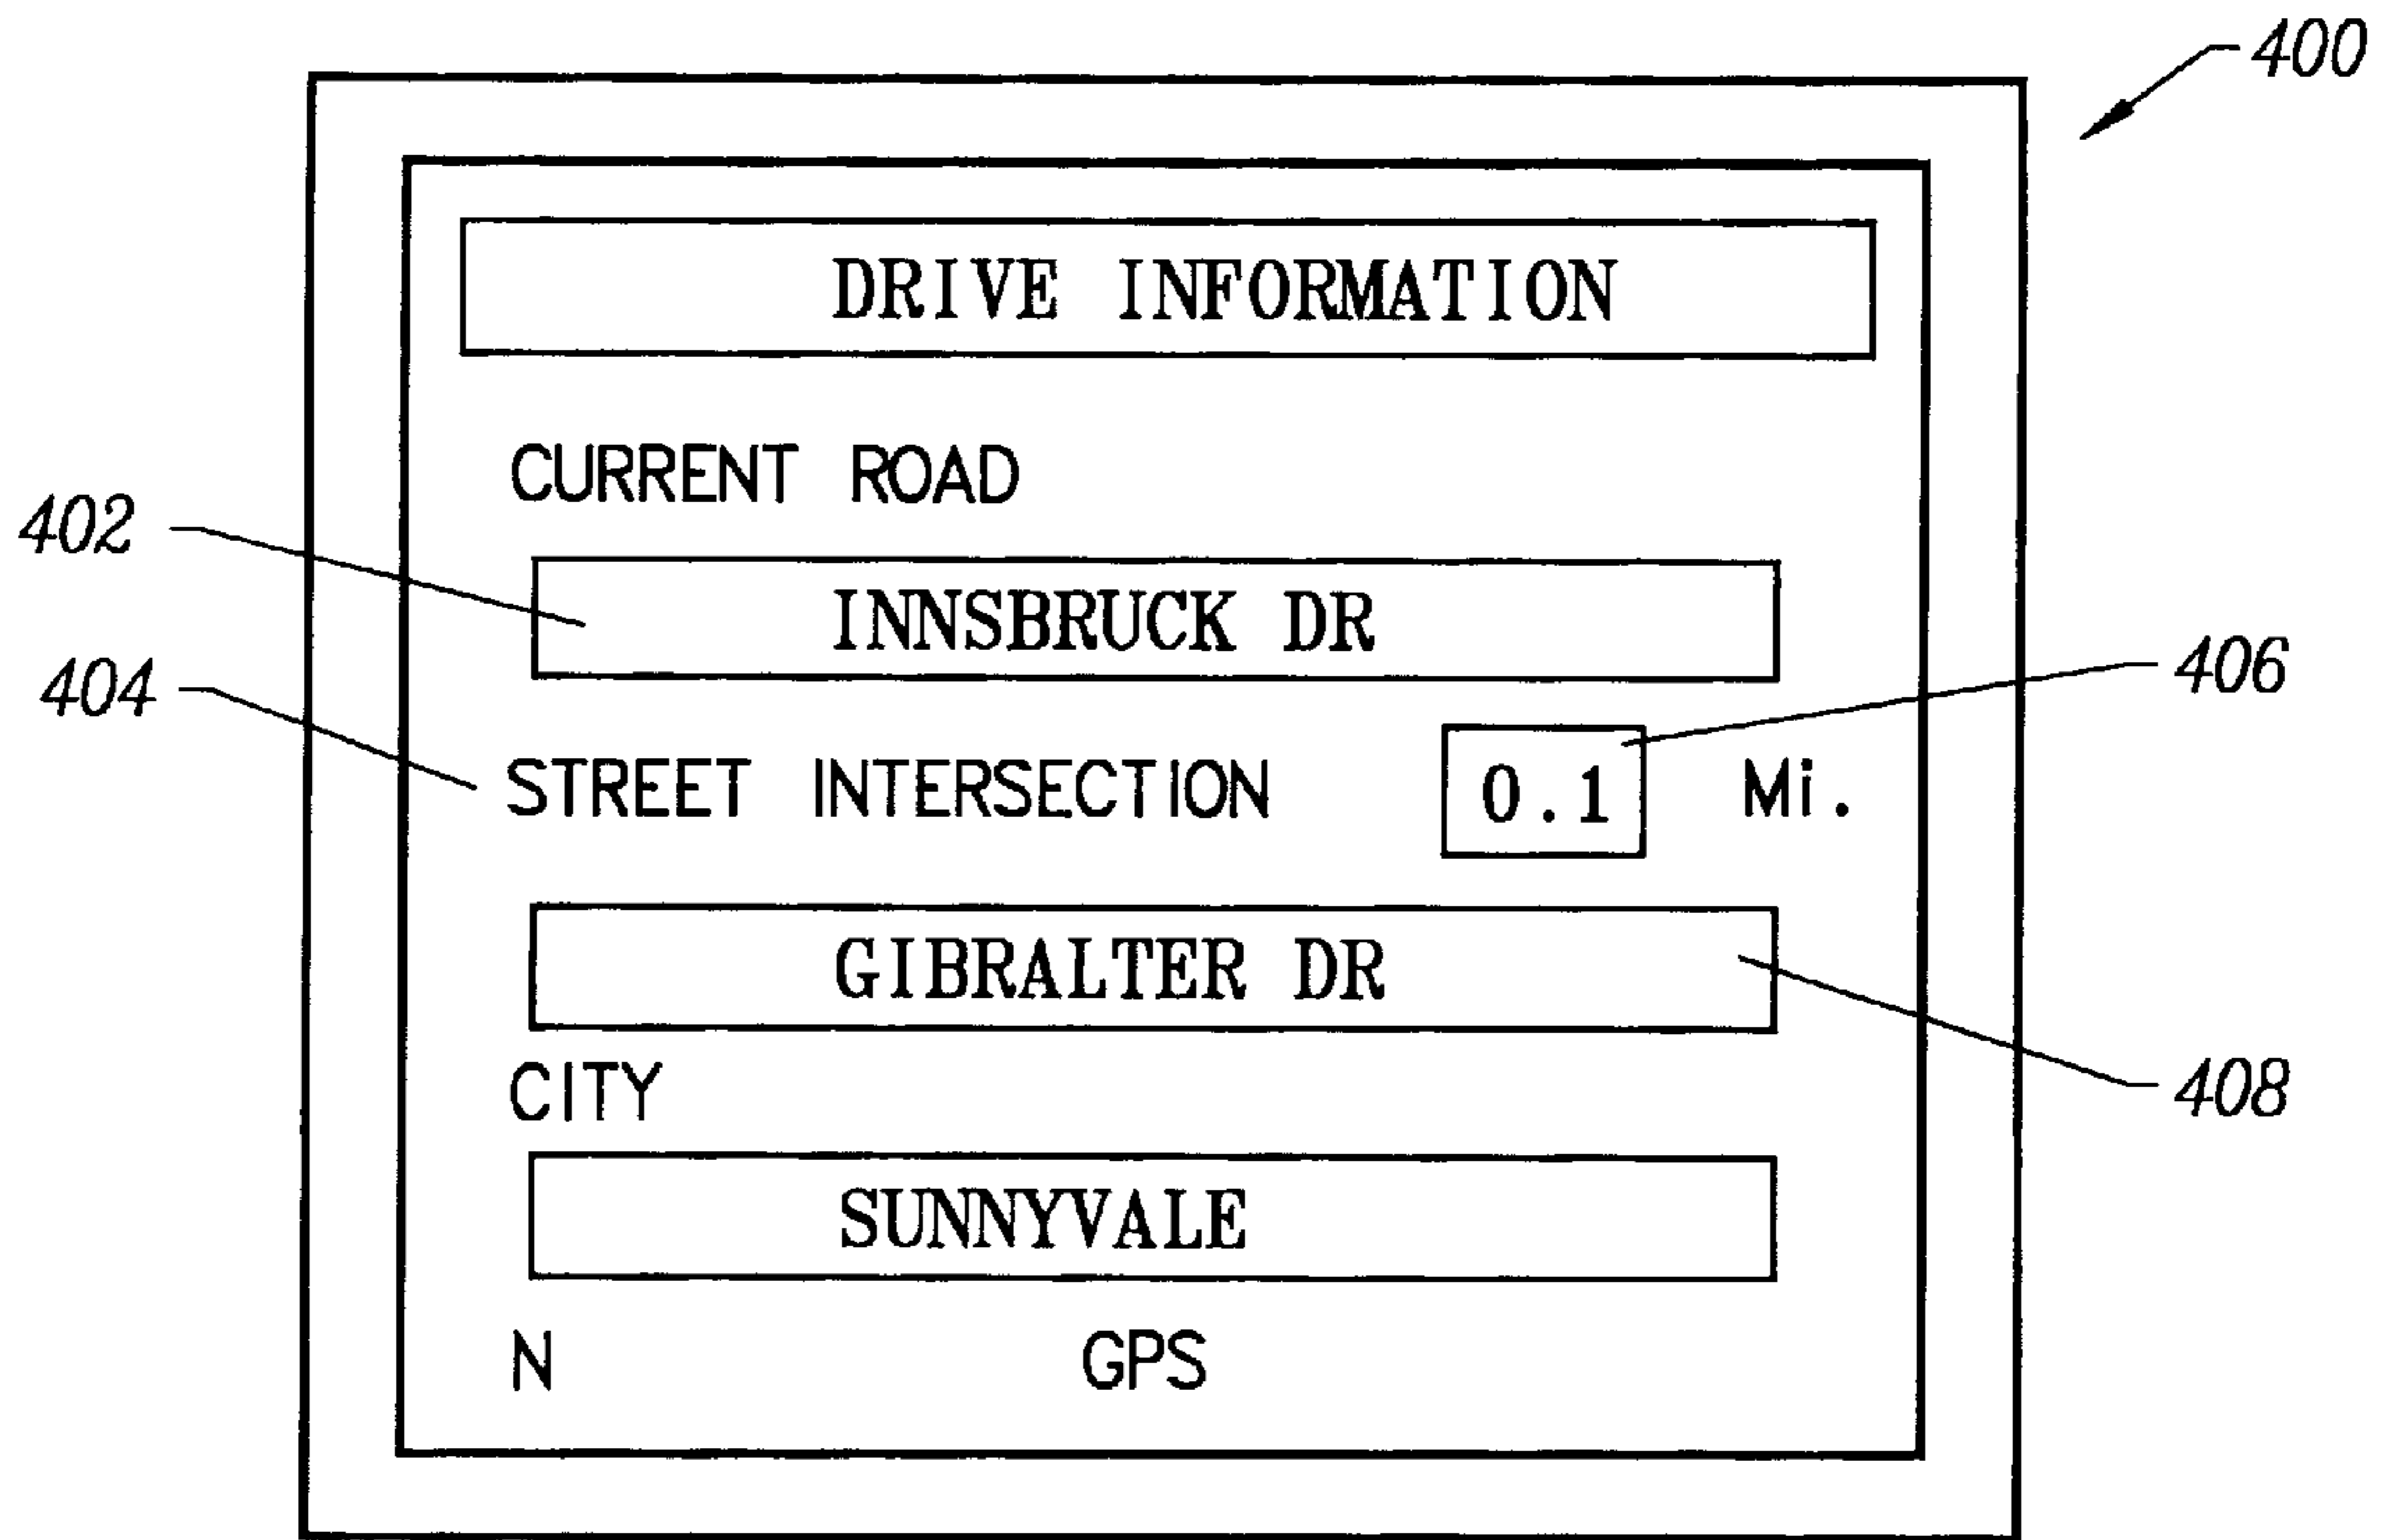 400
DRIVE INFORMATION
CURRENT ROAD
402
INNSBRUCK DR
404
406
STREET INTERSECTION 0.1 Mi.
GIBRALTER DR
408
CITY
SUNNYVALE
N GPS